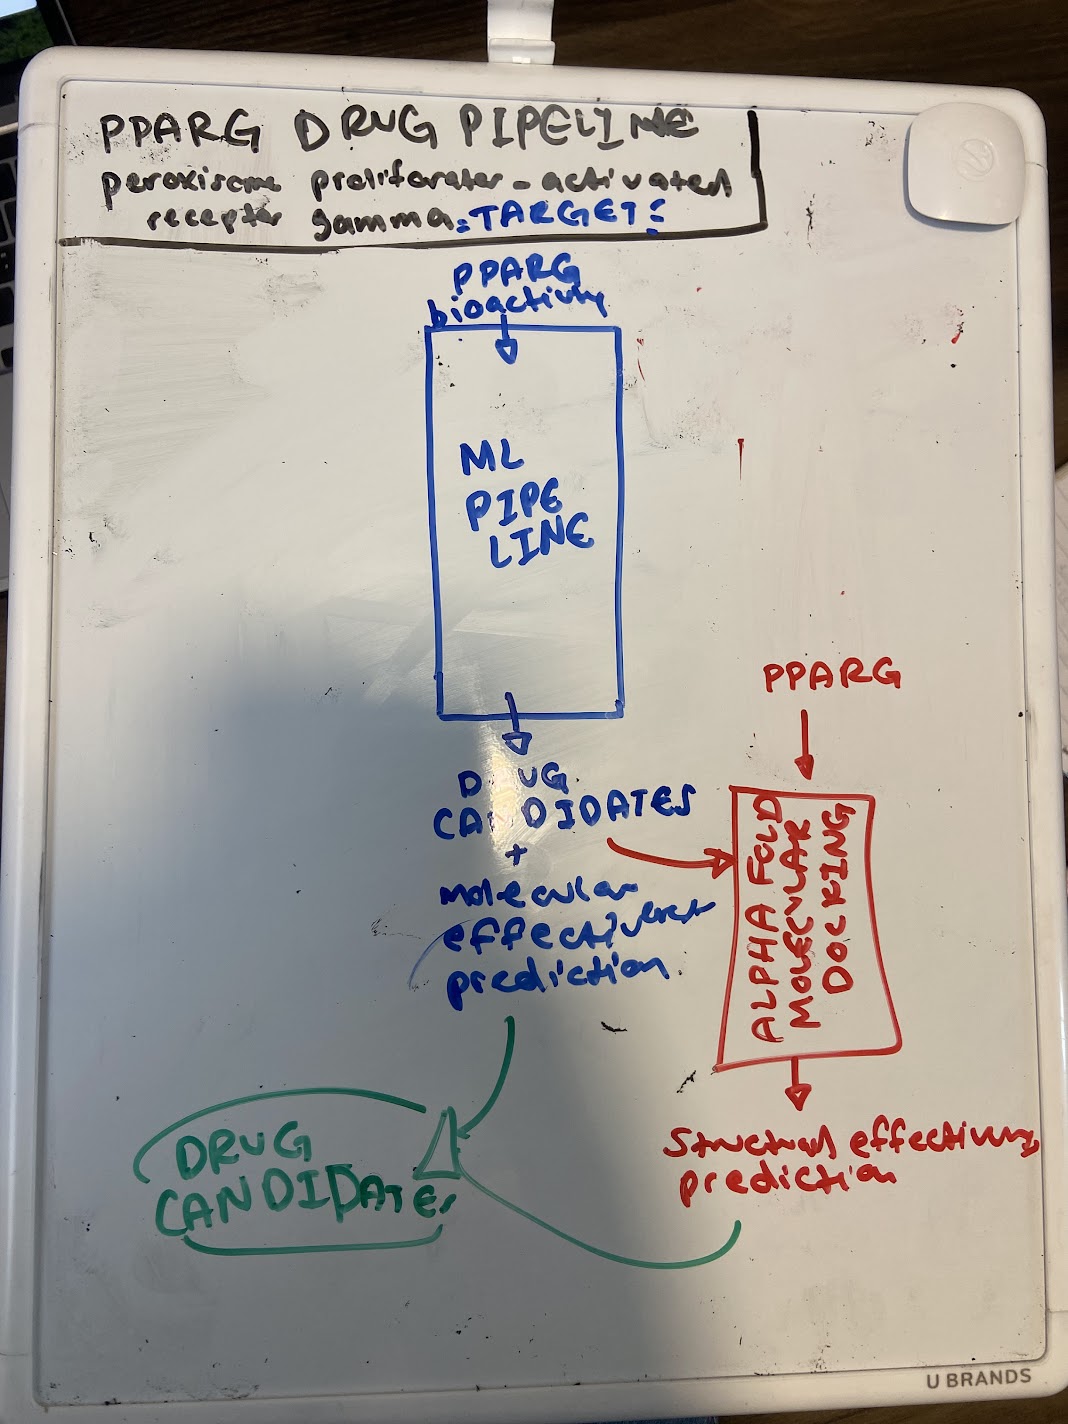 PPARG DRUG PIPELINE
peroxisome proliforater-activated
receptor gamma = TARGET:
PPARG
bioactivity
ML
PIPE
LINE
DRUG
CANDIDATES
+
molecular
effectiveness
prediction
PPARG
ALPHA FOLD
MOLECULAR
DOCKING
Structural effectiveness
prediction
DRUG
CANDIDATES
U BRANDS